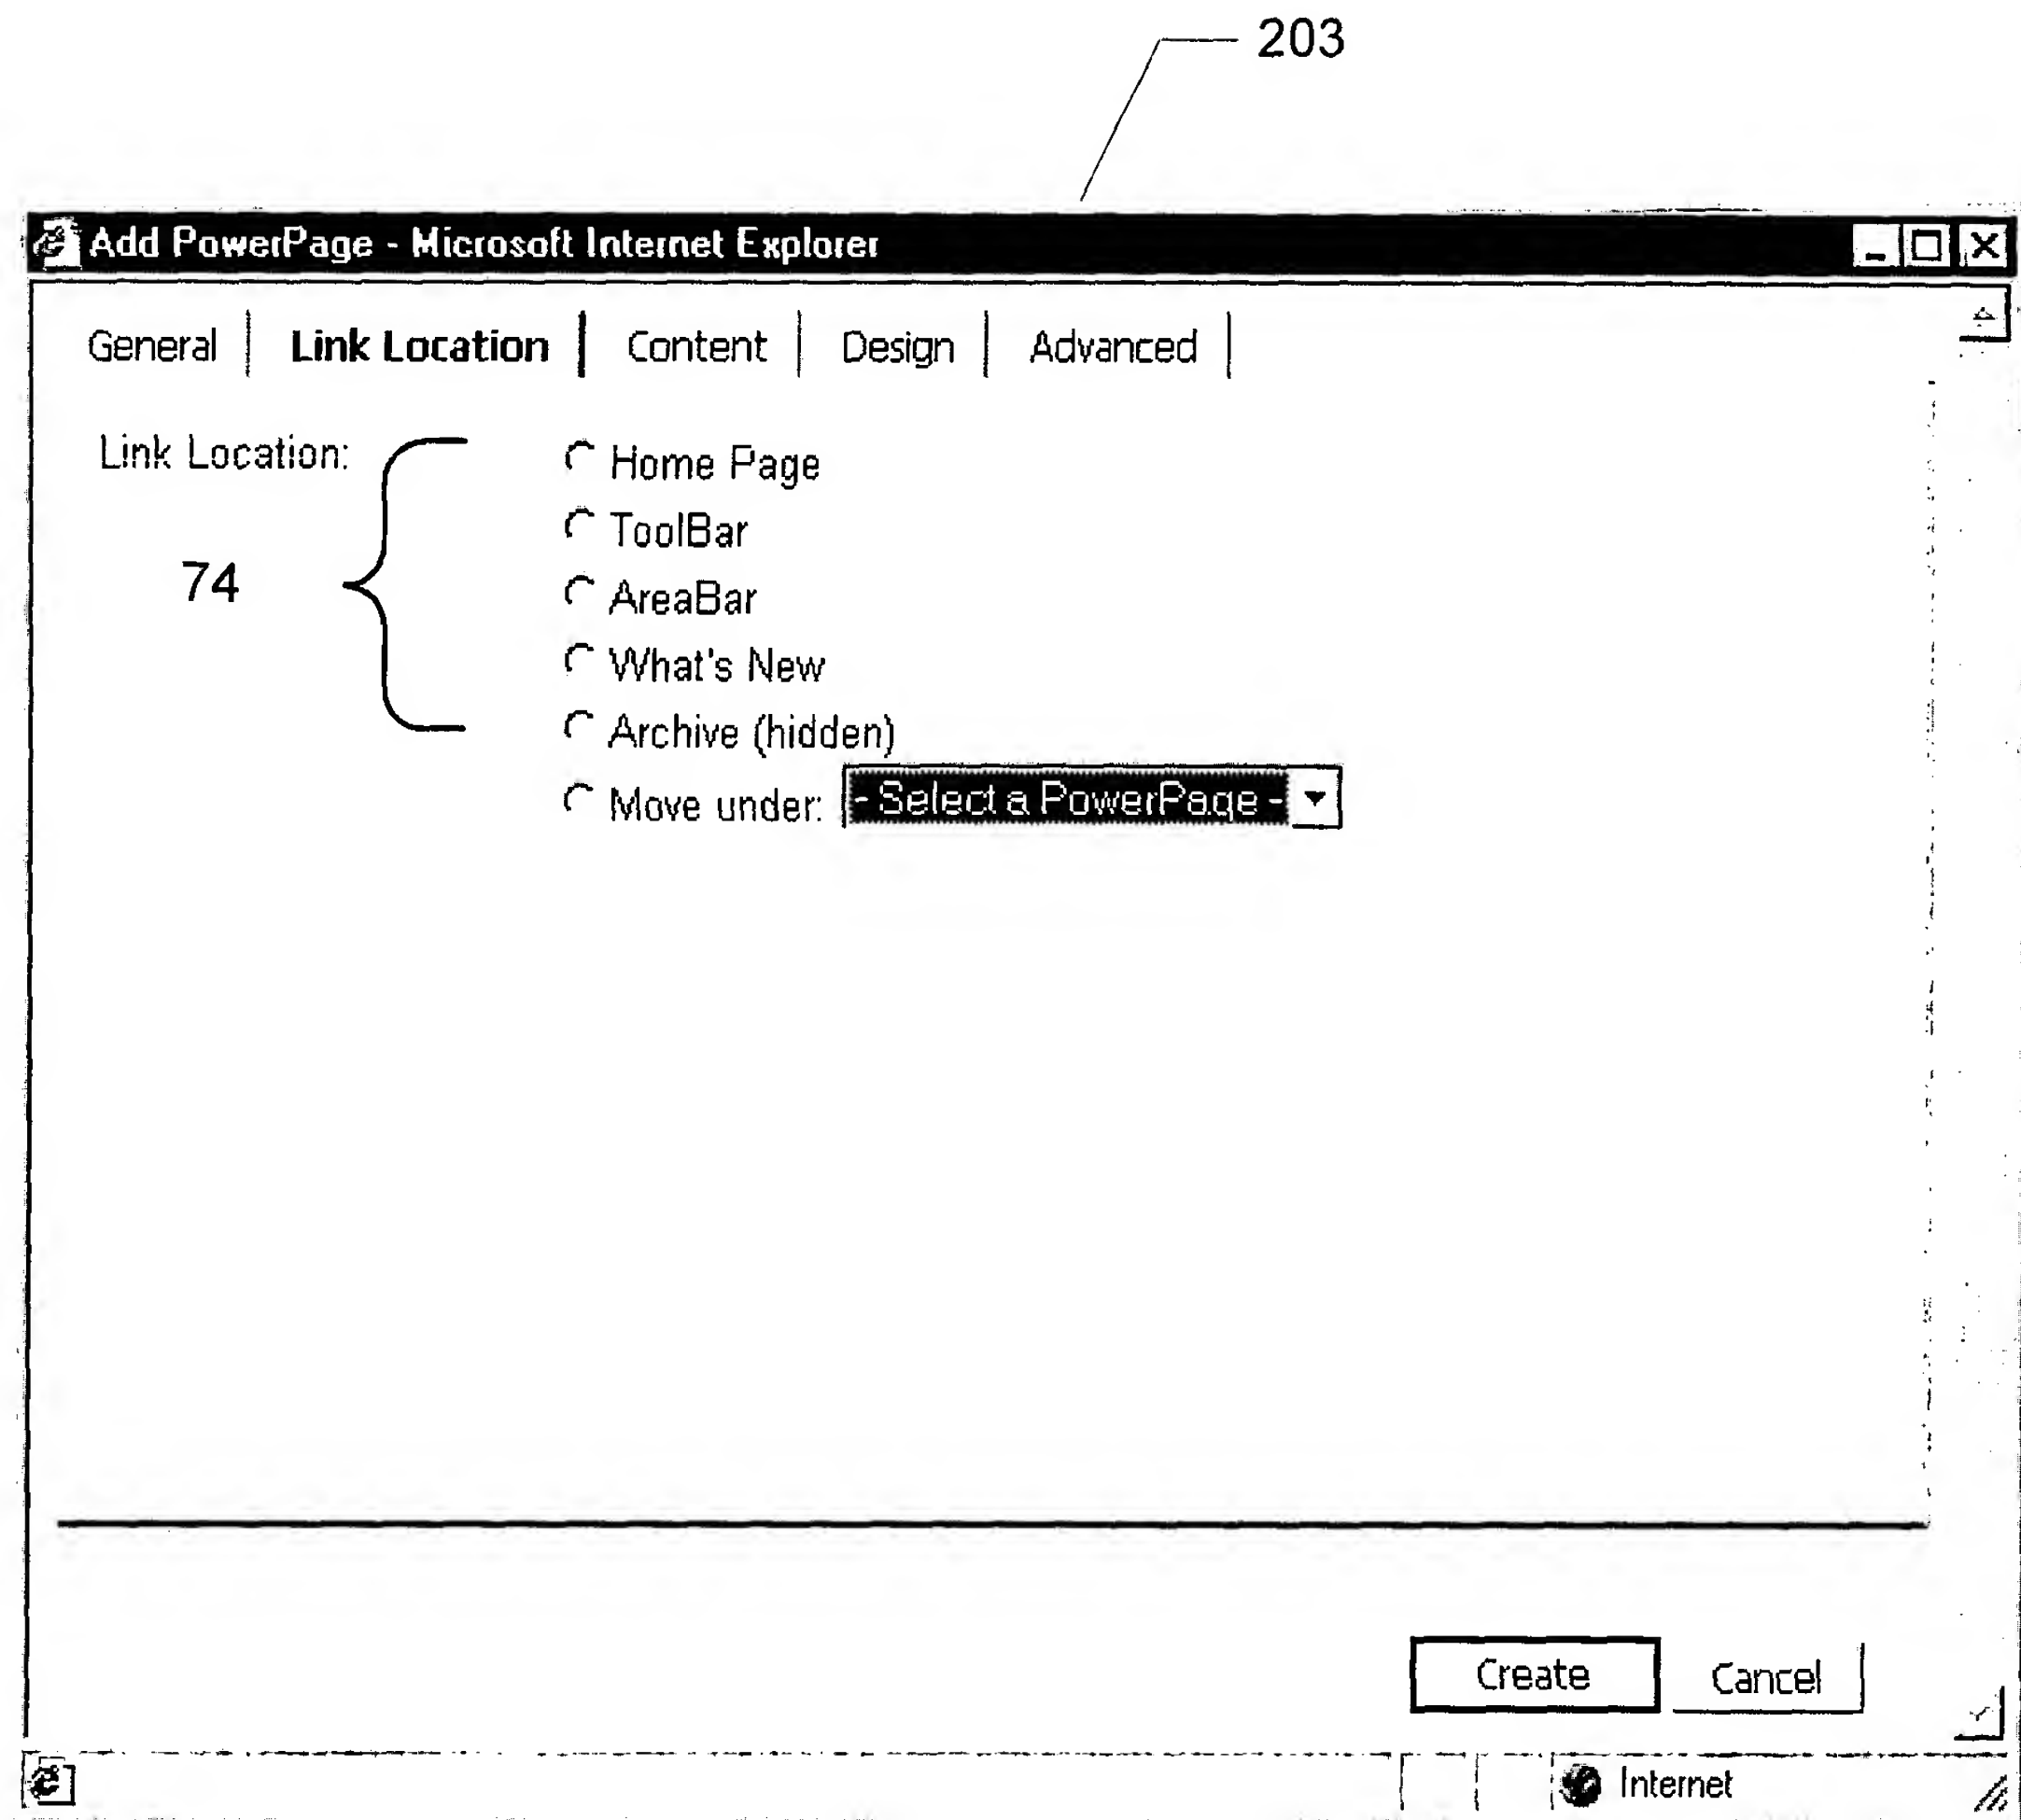 203
Add PowerPage - Microsoft Internet Explorer
General | Link Location | Content | Design | Advanced |
Link Location:
74
Home Page
ToolBar
AreaBar
What's New
Archive (hidden)
Move under: - Select a PowerPage -
Create Cancel
Internet